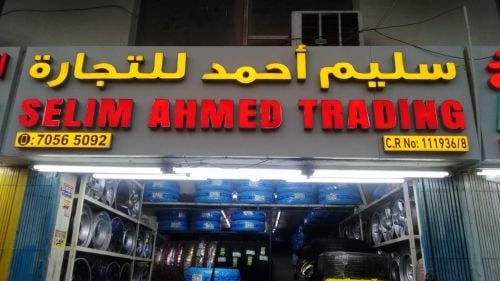 سليم أحمد للتجارة
SELIM AHMED TRADING
:7056 5092
C.R No: 111936/8